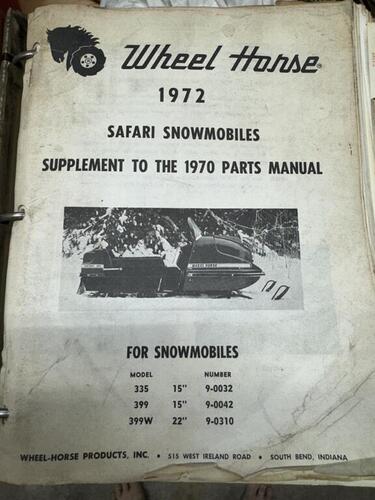 Wheel Horse®
1972
SAFARI SNOWMOBILES
SUPPLEMENT TO THE 1970 PARTS MANUAL
WHEEL HORSE
FOR SNOWMOBILES
MODEL NUMBER
335 15" 9-0032
399 15" 9-0042
399W 22" 9-0310
WHEEL-HORSE PRODUCTS, INC. • 515 WEST IRELAND ROAD • SOUTH BEND, INDIANA